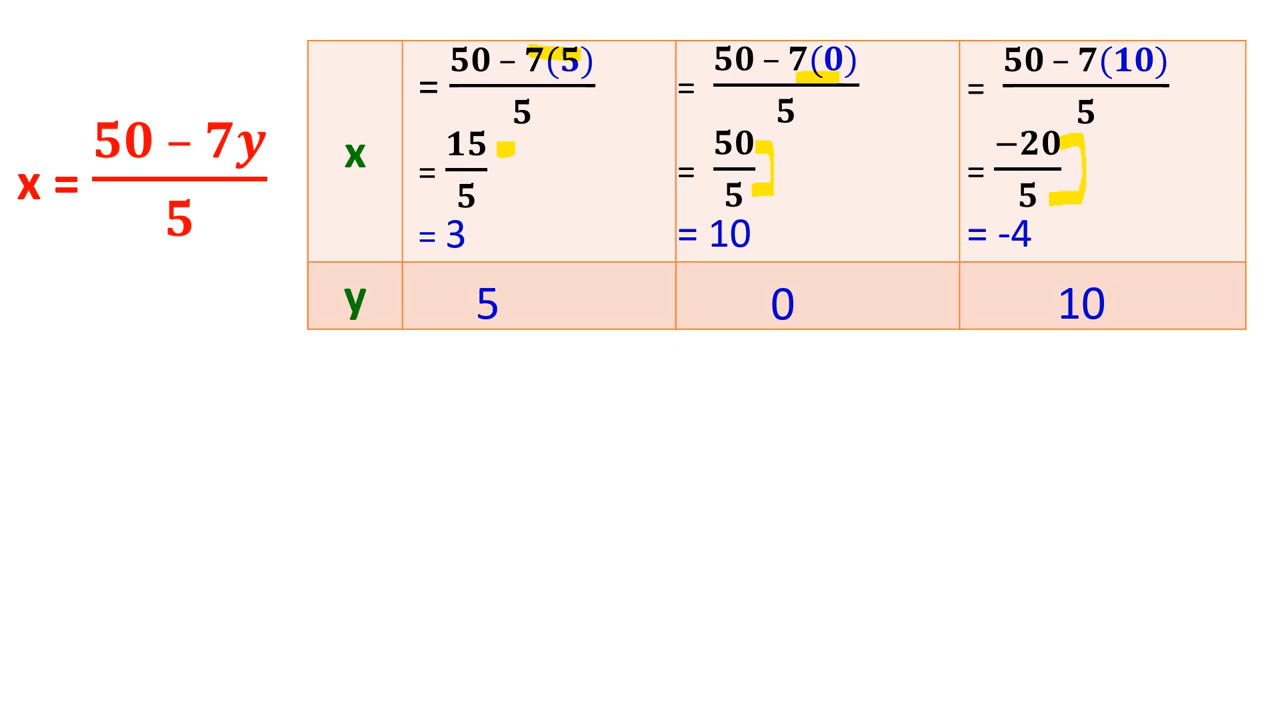 x = (50 – 7y)/5
x
= (50 – 7(5))/5
= 15/5
= 3
= (50 – 7(0))/5
= 50/5
= 10
= (50 – 7(10))/5
= –20/5
= -4
y 5 0 10